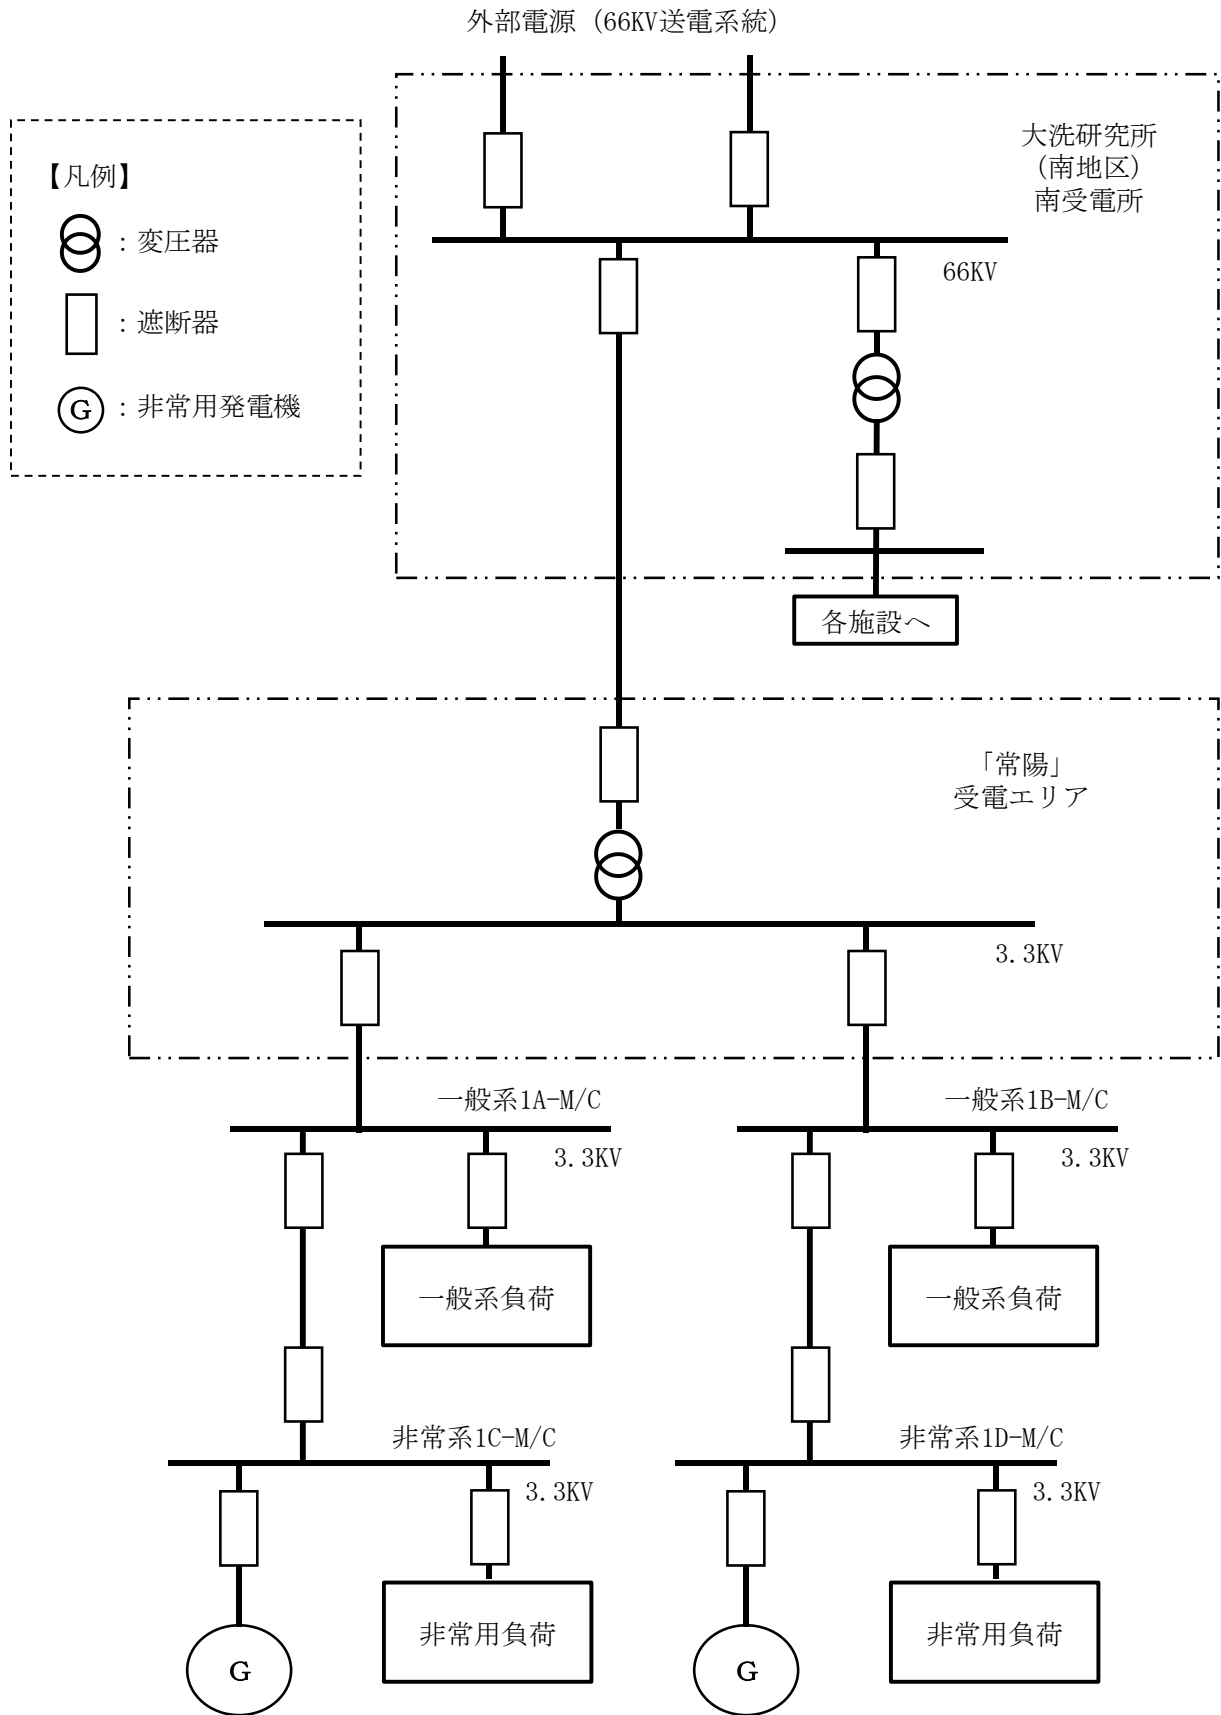 外部電源（66KV送電系統）
【凡例】
：変圧器
：遮断器
G
：非常用発電機
大洗研究所
（南地区）
南受電所
66KV
各施設へ
「常陽」
受電エリア
3.3KV
一般系1A-M/C
3.3KV
一般系1B-M/C
3.3KV
一般系負荷
一般系負荷
非常系1C-M/C
3.3KV
非常系1D-M/C
3.3KV
非常用負荷
非常用負荷
G
G